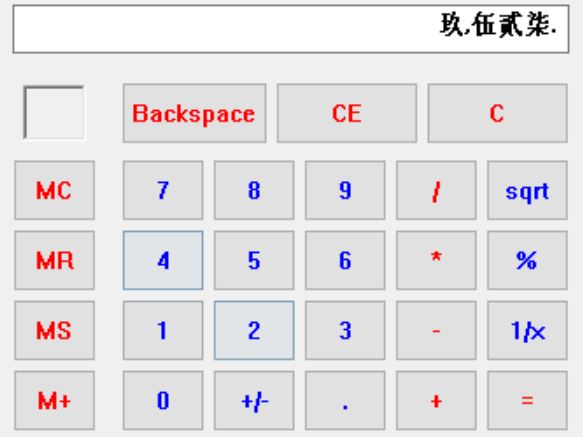 玖,伍貳柒.
Backspace CE C
MC 7 8 9 / sqrt
MR 4 5 6 * %
MS 1 2 3 - 1/x
M+ 0 +/- . + =